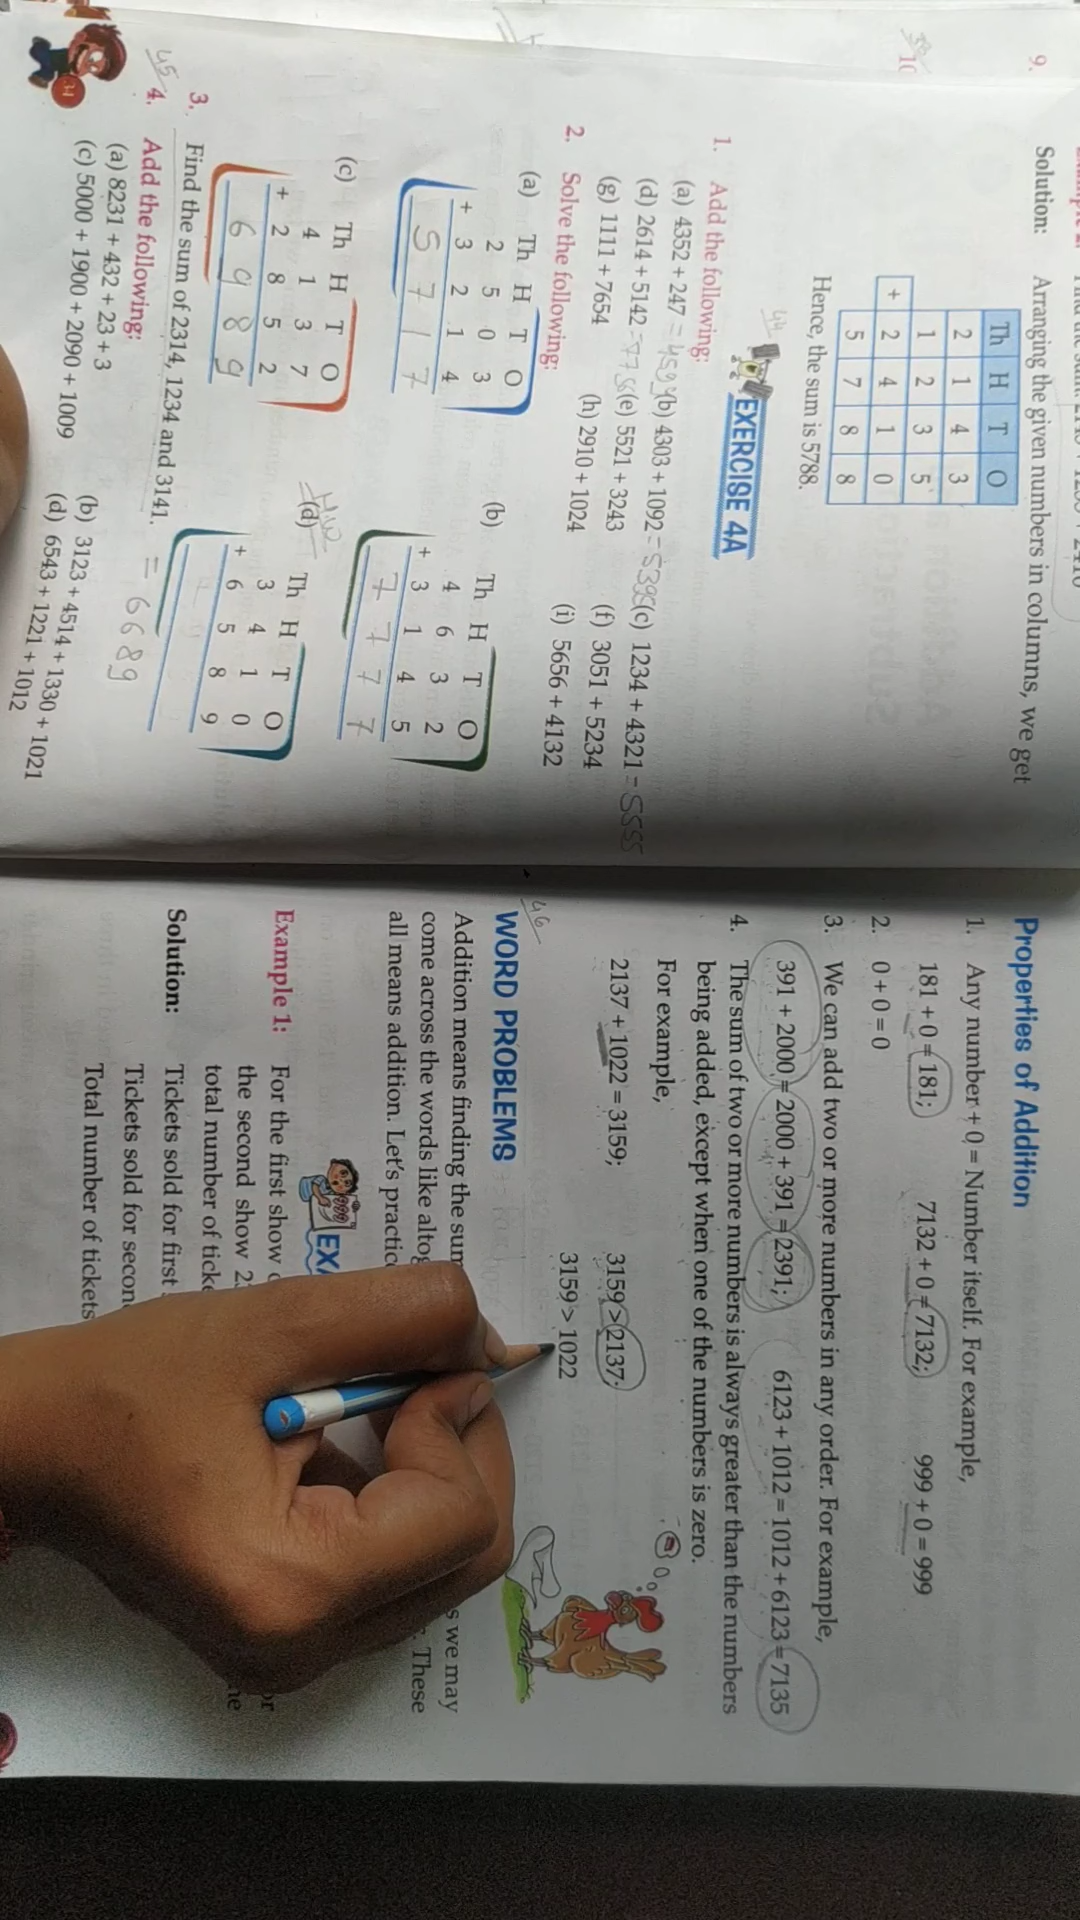 9.
Solution: Arranging the given numbers in columns, we get
Th H T O
2 1 4 3
1 2 3 5
+ 2 4 1 0
5 7 8 8
Hence, the sum is 5788.
44
EXERCISE 4A
1. Add the following:
(a) 4352 + 247 = 4599 (b) 4303 + 1092 = 5395 (c) 1234 + 4321 = 5555
(d) 2614 + 5142 = (e) 5521 + 3243 (f) 3051 + 5234
(g) 1111 + 7654 (h) 2910 + 1024 (i) 5656 + 4132
2. Solve the following:
(a) Th H T O
2 5 0 3
+ 3 2 1 4
5 7 1 7
(b) Th H T O
4 6 3 2
+ 3 1 4 5
7 7 7 7
(c) Th H T O
4 1 3 7
+ 2 8 5 2
6 9 8 9
H.W
(d) Th H T O
3 4 1 0
+ 6 5 8 9
3. Find the sum of 2314, 1234 and 3141. = 6689
45
4. Add the following:
(a) 8231 + 432 + 23 + 3 (b) 3123 + 4514 + 1330 + 1021
(c) 5000 + 1900 + 2090 + 1009 (d) 6543 + 1221 + 1012
34
Properties of Addition
1. Any number + 0 = Number itself. For example,
181 + 0 = 181; 7132 + 0 = 7132; 999 + 0 = 999
2. 0 + 0 = 0
3. We can add two or more numbers in any order. For example,
391 + 2000 = 2000 + 391 = 2391; 6123 + 1012 = 1012 + 6123 = 7135
4. The sum of two or more numbers is always greater than the numbers
being added, except when one of the numbers is zero.
For example,
2137 + 1022 = 3159; 3159 > 2137;
3159 > 1022
46
WORD PROBLEMS
Addition means finding the sum s we may
come across the words like altog These
all means addition. Let's practic
EXA
Example 1: For the first show
the second show 2
total number of ticke
Solution: Tickets sold for first
Tickets sold for secon
Total number of tickets